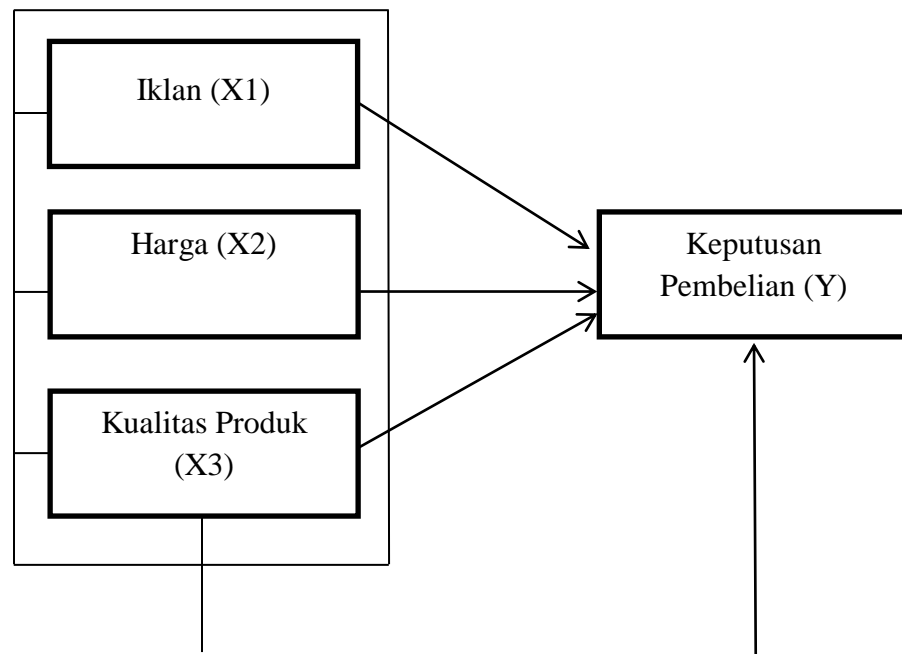 Iklan (X1)
Harga (X2)
Kualitas Produk
(X3)
Keputusan
Pembelian (Y)